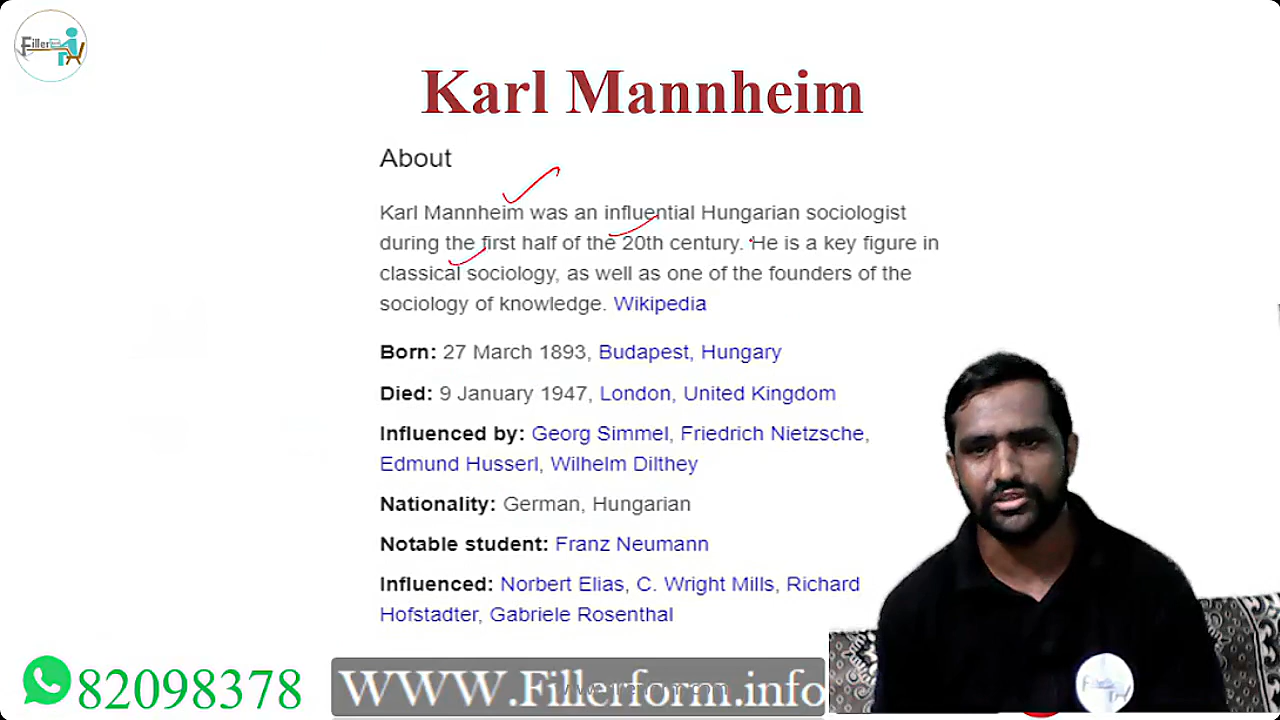 Filler
Karl Mannheim
About
Karl Mannheim was an influential Hungarian sociologist
during the first half of the 20th century. He is a key figure in
classical sociology, as well as one of the founders of the
sociology of knowledge. Wikipedia
Born: 27 March 1893, Budapest, Hungary
Died: 9 January 1947, London, United Kingdom
Influenced by: Georg Simmel, Friedrich Nietzsche,
Edmund Husserl, Wilhelm Dilthey
Nationality: German, Hungarian
Notable student: Franz Neumann
Influenced: Norbert Elias, C. Wright Mills, Richard
Hofstadter, Gabriele Rosenthal
82098378
WWW.Fillerform.info